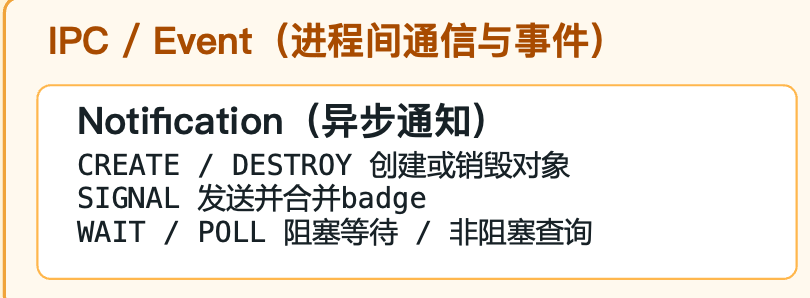 IPC / Event（进程间通信与事件）
Notification（异步通知）
CREATE / DESTROY 创建或销毁对象
SIGNAL 发送并合并badge
WAIT / POLL 阻塞等待 / 非阻塞查询